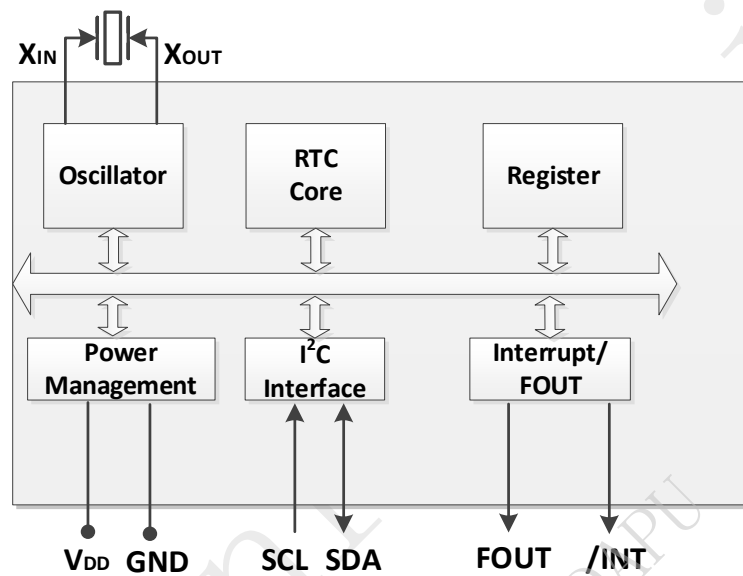 XIN XOUT
Oscillator
RTC
Core
Register
Power
Management
I²C
Interface
Interrupt/
FOUT
VDD GND SCL SDA FOUT /INT